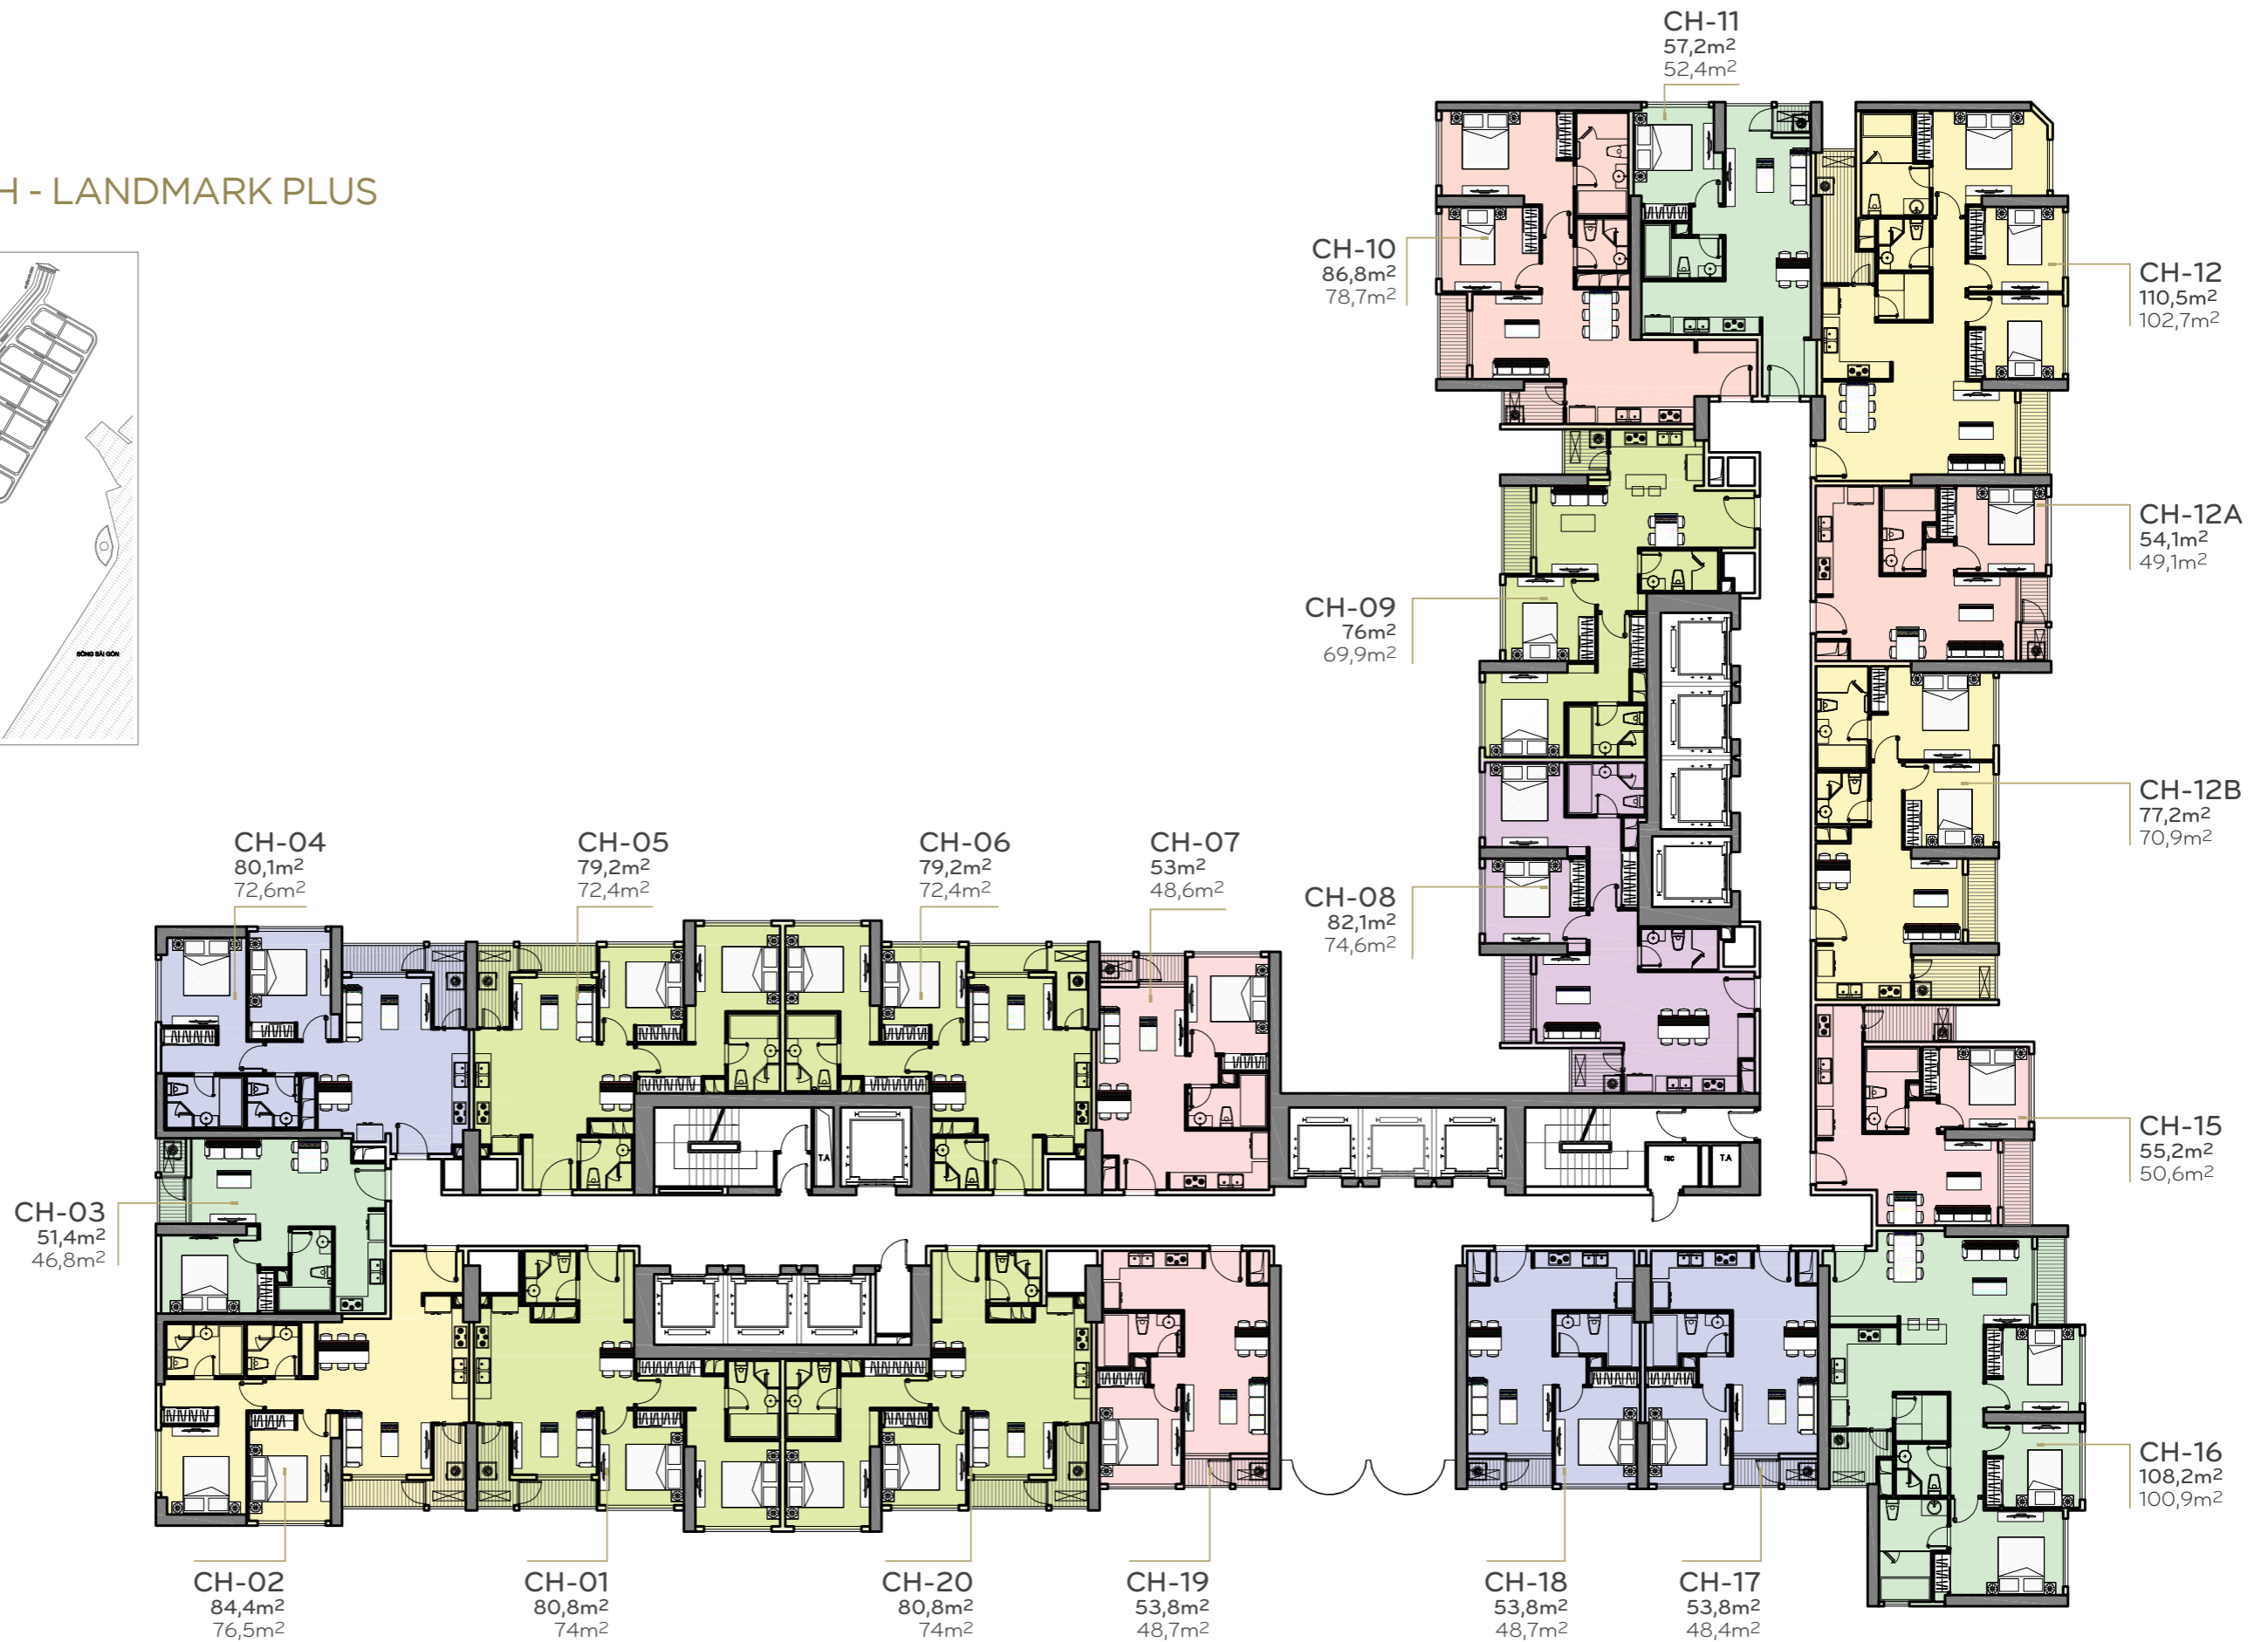 H - LANDMARK PLUS
SÔNG SÀI GÒN
CH-11
57,2m²
52,4m²
CH-10
86,8m²
78,7m²
CH-12
110,5m²
102,7m²
CH-12A
54,1m²
49,1m²
CH-09
76m²
69,9m²
CH-12B
77,2m²
70,9m²
CH-04
80,1m²
72,6m²
CH-05
79,2m²
72,4m²
CH-06
79,2m²
72,4m²
CH-07
53m²
48,6m²
CH-08
82,1m²
74,6m²
CH-15
55,2m²
50,6m²
T.A
T.A
CH-03
51,4m²
46,8m²
CH-16
108,2m²
100,9m²
CH-02
84,4m²
76,5m²
CH-01
80,8m²
74m²
CH-20
80,8m²
74m²
CH-19
53,8m²
48,7m²
CH-18
53,8m²
48,7m²
CH-17
53,8m²
48,4m²